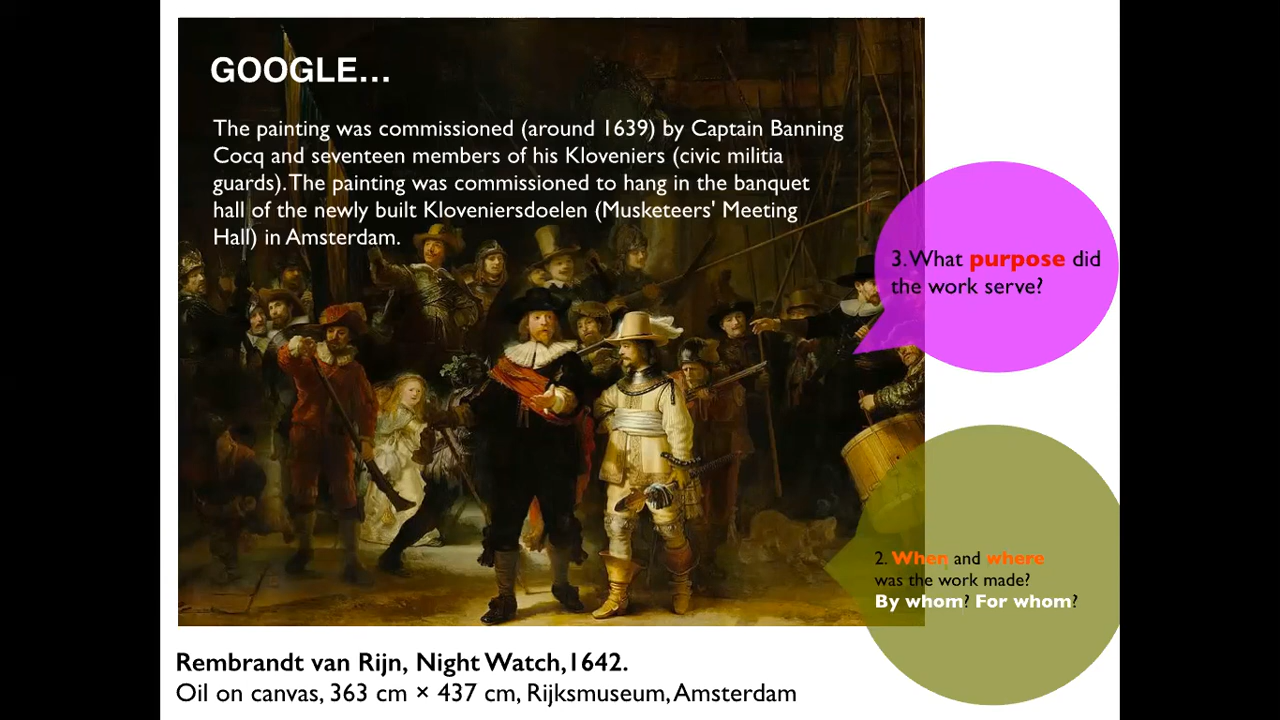 GOOGLE...
The painting was commissioned (around 1639) by Captain Banning
Cocq and seventeen members of his Kloveniers (civic militia
guards). The painting was commissioned to hang in the banquet
hall of the newly built Kloveniersdoelen (Musketeers' Meeting
Hall) in Amsterdam.
3. What purpose did
the work serve?
2. When and where
was the work made?
By whom? For whom?
Rembrandt van Rijn, Night Watch,1642.
Oil on canvas, 363 cm × 437 cm, Rijksmuseum, Amsterdam